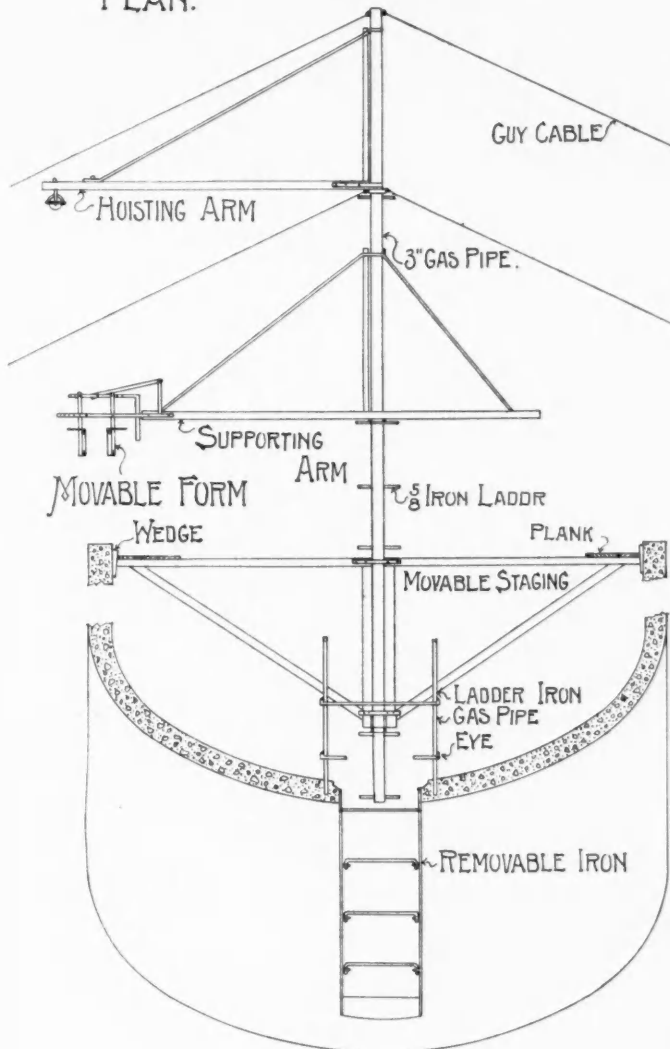 PLAN.
GUY CABLE
HOISTING ARM
3" GAS PIPE.
SUPPORTING
ARM
MOVABLE FORM
5/8 IRON LADDR
WEDGE
PLANK
MOVABLE STAGING
LADDER IRON
GAS PIPE
EYE
REMOVABLE IRON